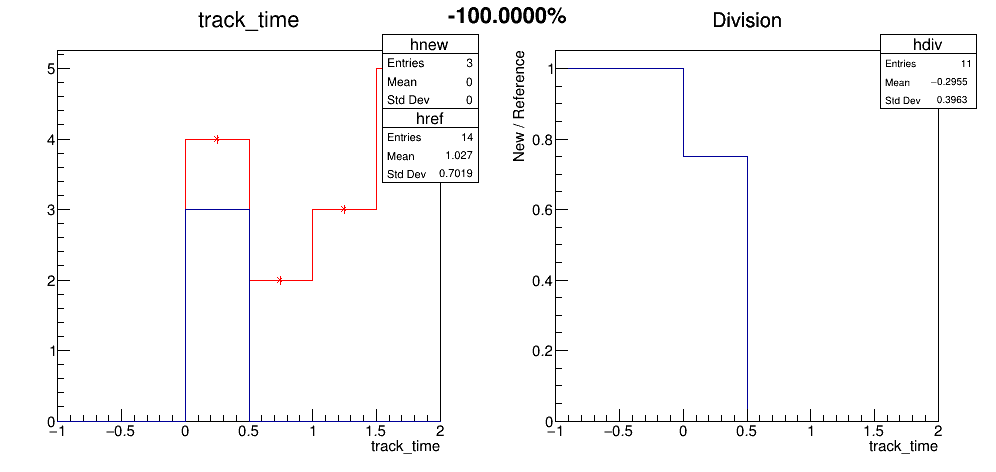 -100.0000%
track_time
hnew
Entries 3
Mean 0
Std Dev 0
href
Entries 14
Mean 1.027
Std Dev 0.7019
5
4
3
2
1
0
−1 −0.5 0 0.5 1 1.5 2
track_time
Division
hdiv
Entries 11
Mean −0.2955
Std Dev 0.3963
New / Reference
1
0.8
0.6
0.4
0.2
0
−1 −0.5 0 0.5 1 1.5 2
track_time